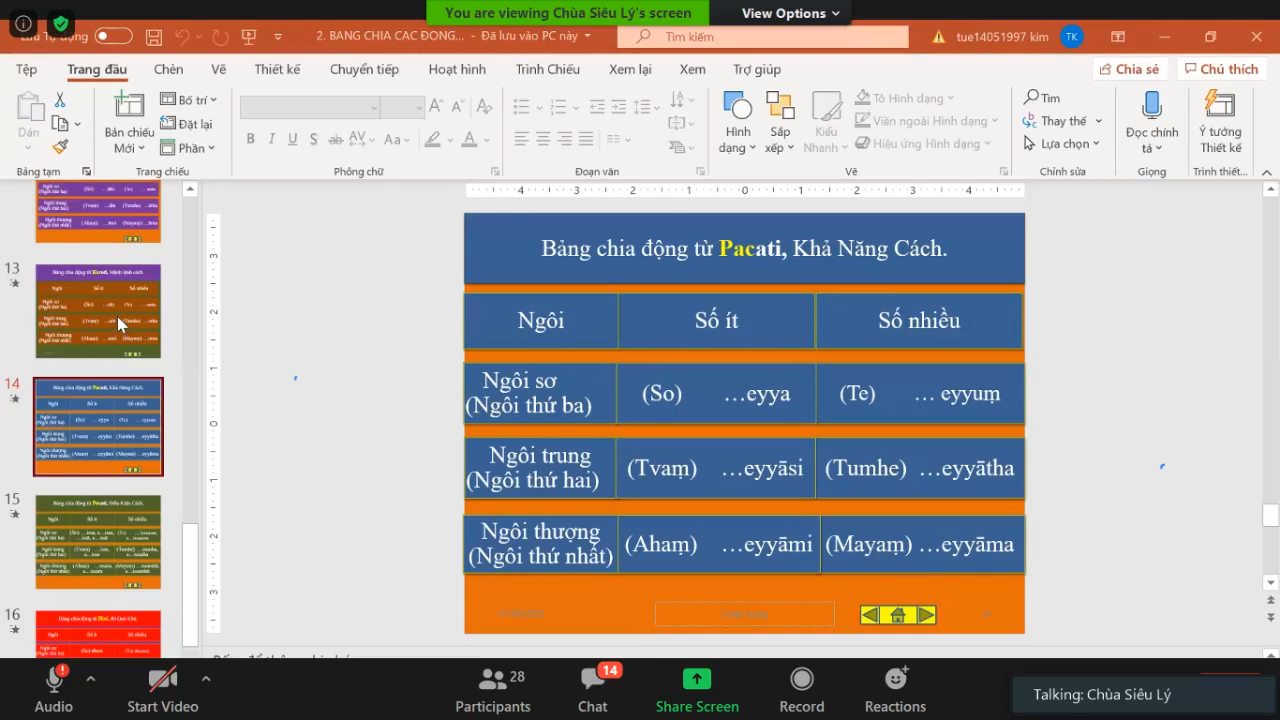 You are viewing Chùa Siêu Lý's screen
View Options
Lưu Tự động
2. BANG CHIA CAC ĐONG... - Đã lưu vào PC này
Tìm kiếm
tue14051997 kim
TK
Tệp
Trang đầu
Chèn
Vẽ
Thiết kế
Chuyển tiếp
Hoạt hình
Trình Chiếu
Xem lại
Xem
Trợ giúp
Chia sẻ
Chú thích
Dán
Bản chiếu
Mới
Bố trí
Đặt lại
Phần
B I U S ab AV Aa
Hình
dạng
Sắp
xếp
Kiểu
Nhanh
Tô Hình dạng
Viền ngoài Hình dạng
Hiệu ứng Hình dạng
Tìm
Thay thế
Lựa chọn
Đọc chính
tả
Ý tưởng
Thiết kế
Bảng tạm
Trang chiếu
Phông chữ
Đoạn văn
Vẽ
Chỉnh sửa
Giọng
Trình thiết...
13
14
15
16
Bảng chia động từ Pacati, Khả Năng Cách.
Ngôi Số ít Số nhiều
Ngôi sơ
(Ngôi thứ ba)
(So) …eyya
(Te) … eyyuṃ
Ngôi trung
(Ngôi thứ hai)
(Tvaṃ) …eyyāsi
(Tumhe) …eyyātha
Ngôi thượng
(Ngôi thứ nhất)
(Ahaṃ) …eyyāmi
(Mayaṃ) …eyyāma
Audio
Start Video
Participants
28
Chat
14
Share Screen
Record
Reactions
Talking: Chùa Siêu Lý